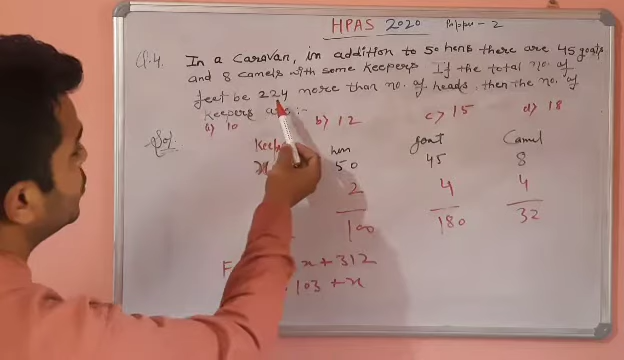 HPAS 2020 Paper - 2
Q.4. In a Caravan, in addition to 50 hens there are 45 goats
and 8 camels with some keepers If the total no. of
feet be 224 more than no. of heads, then the no. of
keepers are :-
a) 10 b) 12 c) 15 d) 18
Sol. hen goat Camel
50 45 8
2 4 4
100 180 32
x + 312
103 + x